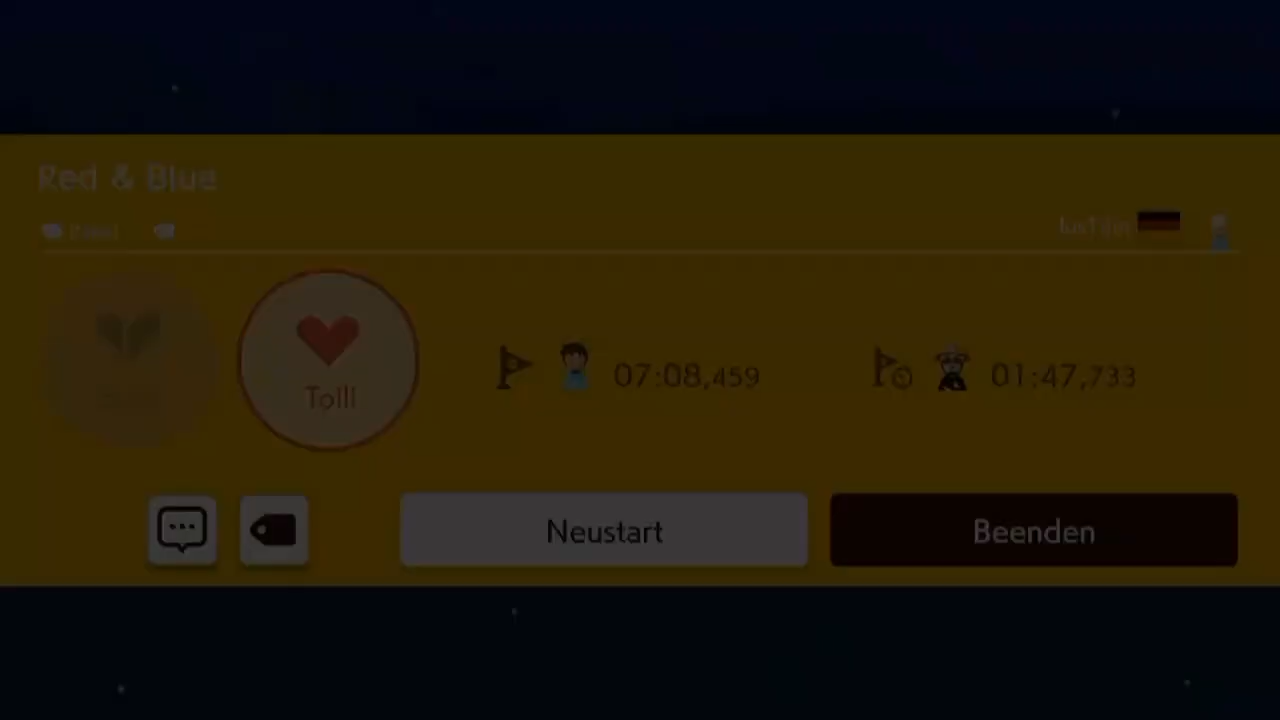 Red & Blue
Toll!
07:08,459
01:47,733
Neustart
Beenden